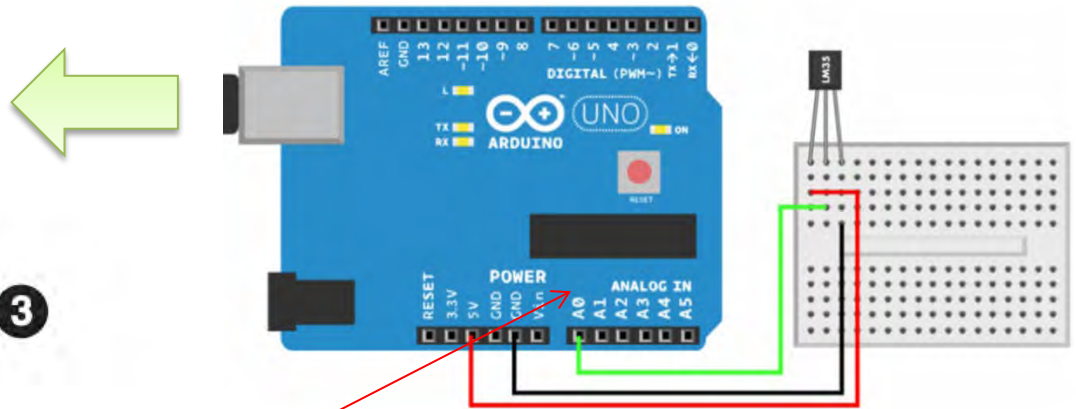 AREF
GND
13
12
~11
~10
~9
8
7
~6
~5
4
~3
2
TX→1
RX←0
DIGITAL (PWM~)
LM35
L
TX
RX
UNO
ARDUINO
ON
RESET
3
POWER
ANALOG IN
RESET
3.3V
5V
GND
GND
Vin
A0
A1
A2
A3
A4
A5